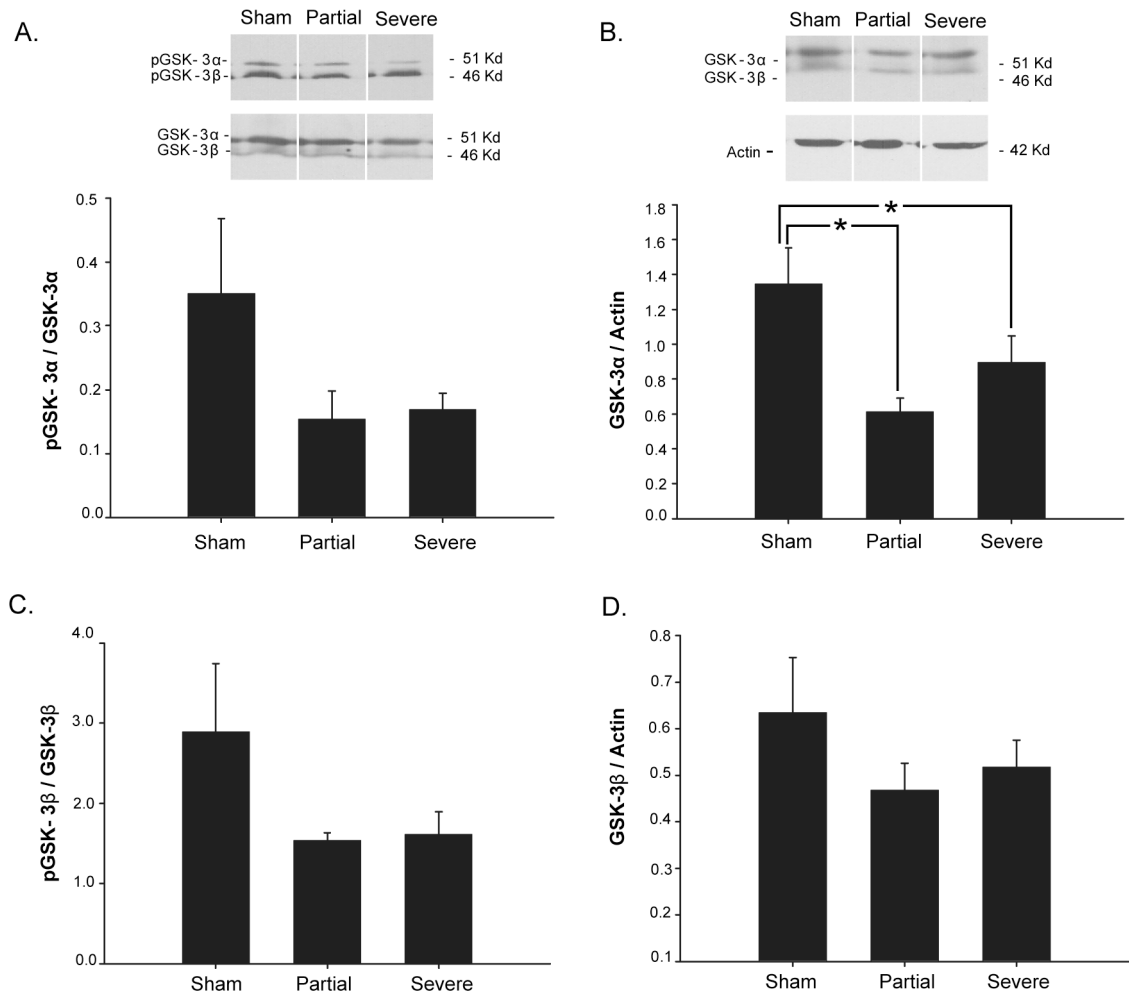 A.
Sham Partial Severe
pGSK-3α-
- 51 Kd
pGSK-3β-
- 46 Kd
GSK-3α-
- 51 Kd
GSK-3β-
- 46 Kd
pGSK- 3α / GSK-3α
0.5
0.4
0.3
0.2
0.1
0.0
Sham Partial Severe
B.
Sham Partial Severe
GSK-3α-
- 51 Kd
GSK-3β-
- 46 Kd
Actin -
- 42 Kd
GSK-3α / Actin
1.8
1.6
1.4
1.2
1.0
0.8
0.6
0.4
0.2
0.0
*
*
Sham Partial Severe
C.
pGSK- 3β / GSK-3β
4.0
3.0
2.0
1.0
0.0
Sham Partial Severe
D.
GSK-3β / Actin
0.8
0.7
0.6
0.5
0.4
0.3
0.2
0.1
Sham Partial Severe